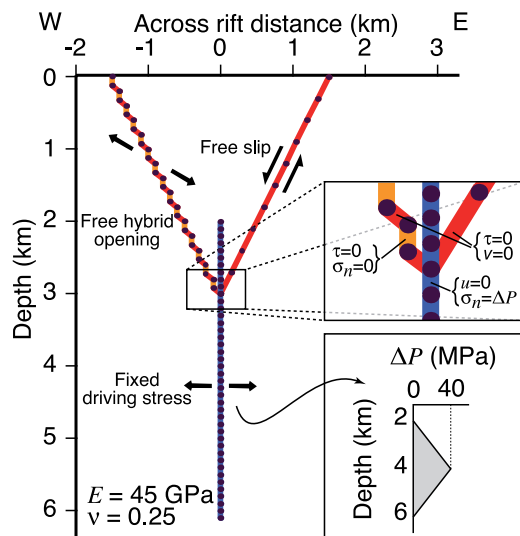 W Across rift distance (km) E
-2 -1 0 1 2 3
Depth (km)
0
1
2
3
4
5
6
Free slip
Free hybrid
opening
τ=0
σn=0
τ=0
ν=0
u=0
σn=ΔP
Fixed
driving stress
ΔP (MPa)
0 40
Depth (km)
2
4
6
E = 45 GPa
ν = 0.25